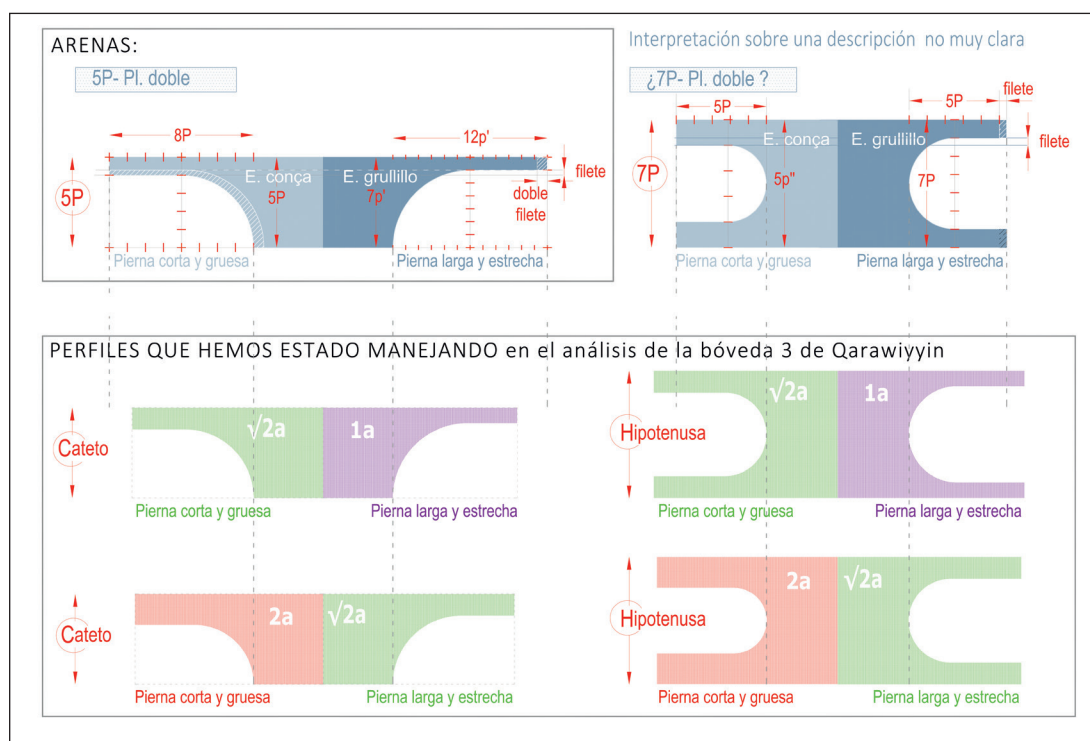 ARENAS:
5P- Pl. doble
8P
12p'
5P
E. conça
5P
E. grullillo
7p'
filete
doble
filete
Pierna corta y gruesa
Pierna larga y estrecha
Interpretación sobre una descripción no muy clara
¿7P- Pl. doble ?
5P
5P
filete
7P
E. conça
5p"
E. grullillo
7P
filete
Pierna corta y gruesa
Pierna larga y estrecha
PERFILES QUE HEMOS ESTADO MANEJANDO en el análisis de la bóveda 3 de Qarawiyyin
Cateto
√2a
1a
Pierna corta y gruesa
Pierna larga y estrecha
Hipotenusa
√2a
1a
Pierna corta y gruesa
Pierna larga y estrecha
Cateto
2a
√2a
Pierna corta y gruesa
Pierna larga y estrecha
Hipotenusa
2a
√2a
Pierna corta y gruesa
Pierna larga y estrecha